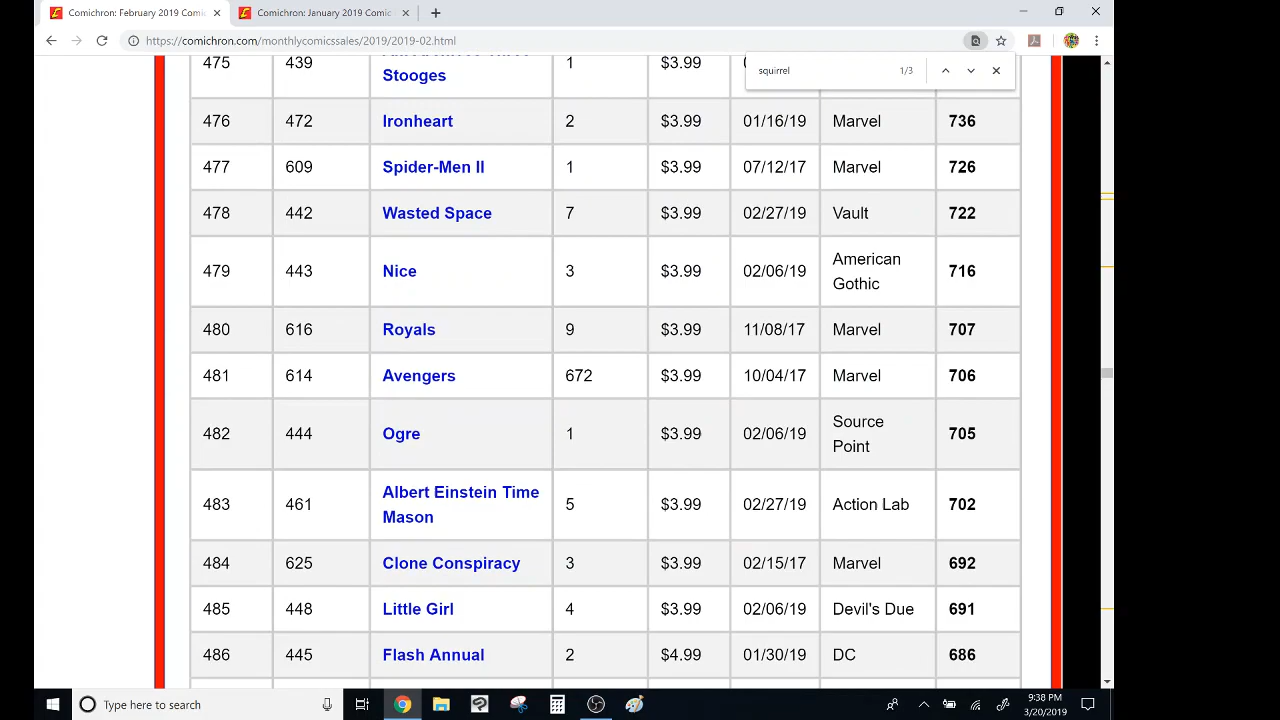 Comichron: February 2019 Comic
Comichron: January 2019 Comic
https://comichron.com/monthlycomicssales/2019/2019-02.html
squirrel 1/3
475 439 Stooges 1 $3.99
476 472 Ironheart 2 $3.99 01/16/19 Marvel 736
477 609 Spider-Men II 1 $3.99 07/12/17 Marvel 726
478 442 Wasted Space 7 $3.99 02/27/19 Vault 722
479 443 Nice 3 $3.99 02/06/19 American Gothic 716
480 616 Royals 9 $3.99 11/08/17 Marvel 707
481 614 Avengers 672 $3.99 10/04/17 Marvel 706
482 444 Ogre 1 $3.99 02/06/19 Source Point 705
483 461 Albert Einstein Time Mason 5 $3.99 02/27/19 Action Lab 702
484 625 Clone Conspiracy 3 $3.99 02/15/17 Marvel 692
485 448 Little Girl 4 $3.99 02/06/19 Devil's Due 691
486 445 Flash Annual 2 $4.99 01/30/19 DC 686
Type here to search
9:38 PM
3/20/2019